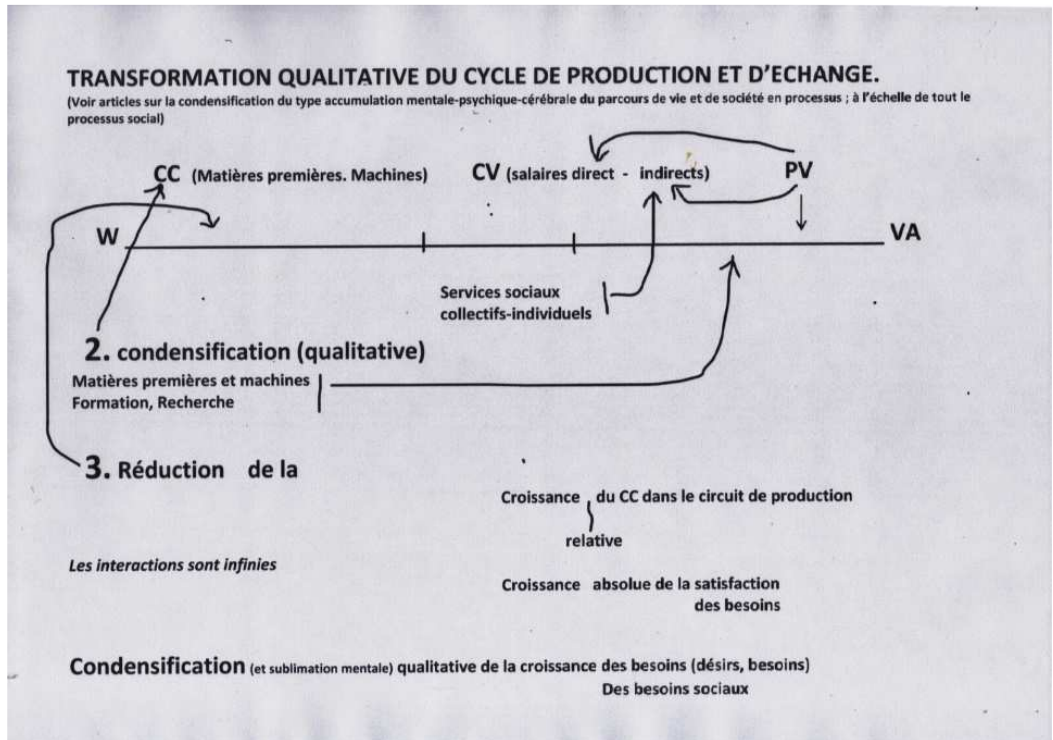 TRANSFORMATION QUALITATIVE DU CYCLE DE PRODUCTION ET D'ECHANGE.
(Voir articles sur la condensification du type accumulation mentale-psychique-cérébrale du parcours de vie et de société en processus ; à l'échelle de tout le
processus social)
CC (Matières premières. Machines) CV (salaires direct - indirects) PV
W VA
Services sociaux
collectifs-individuels
2. condensification (qualitative)
Matières premières et machines
Formation, Recherche
3. Réduction de la
Croissance du CC dans le circuit de production
relative
Les interactions sont infinies
Croissance absolue de la satisfaction
des besoins
Condensification (et sublimation mentale) qualitative de la croissance des besoins (désirs, besoins)
Des besoins sociaux